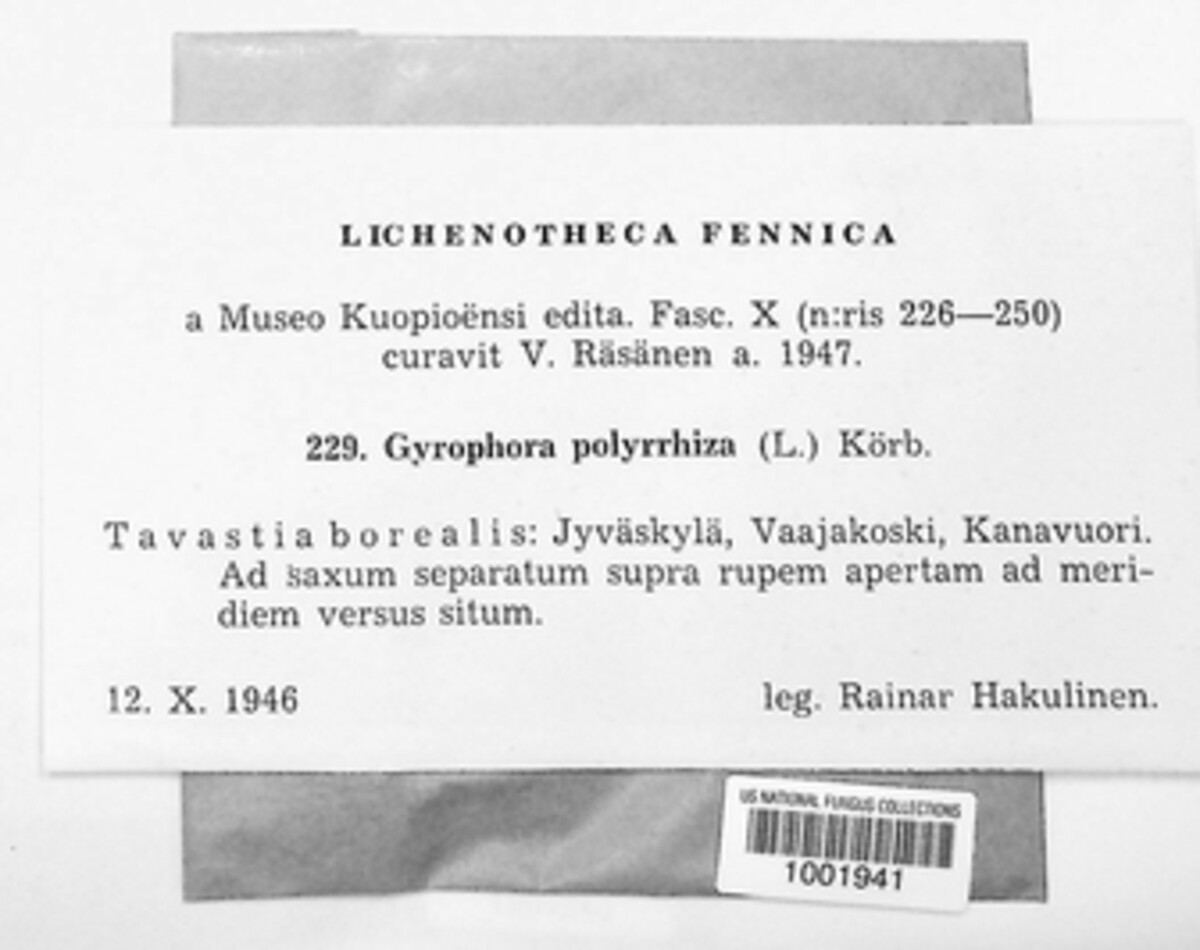 LICHENOTHECA FENNICA
a Museo Kuopioënsi edita. Fasc. X (n:ris 226—250)
curavit V. Räsänen a. 1947.
229. Gyrophora polyrrhiza (L.) Körb.
Tavastia borealis: Jyväskylä, Vaajakoski, Kanavuori.
Ad saxum separatum supra rupem apertam ad meri-
diem versus situm.
12. X. 1946 leg. Rainar Hakulinen.
US NATIONAL FUNGUS COLLECTIONS
1001941